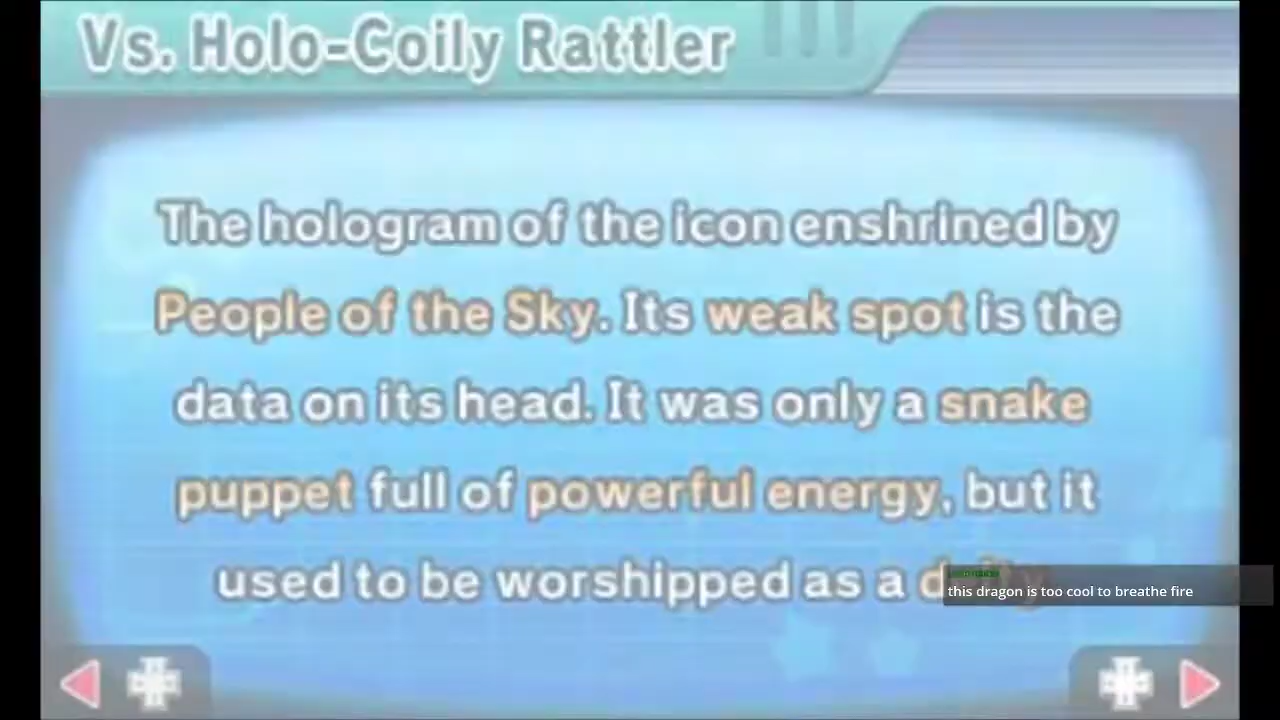 Vs. Holo-Coily Rattler
The hologram of the icon enshrined by
People of the Sky. Its weak spot is the
data on its head. It was only a snake
puppet full of powerful energy, but it
used to be worshipped as a
this dragon is too cool to breathe fire